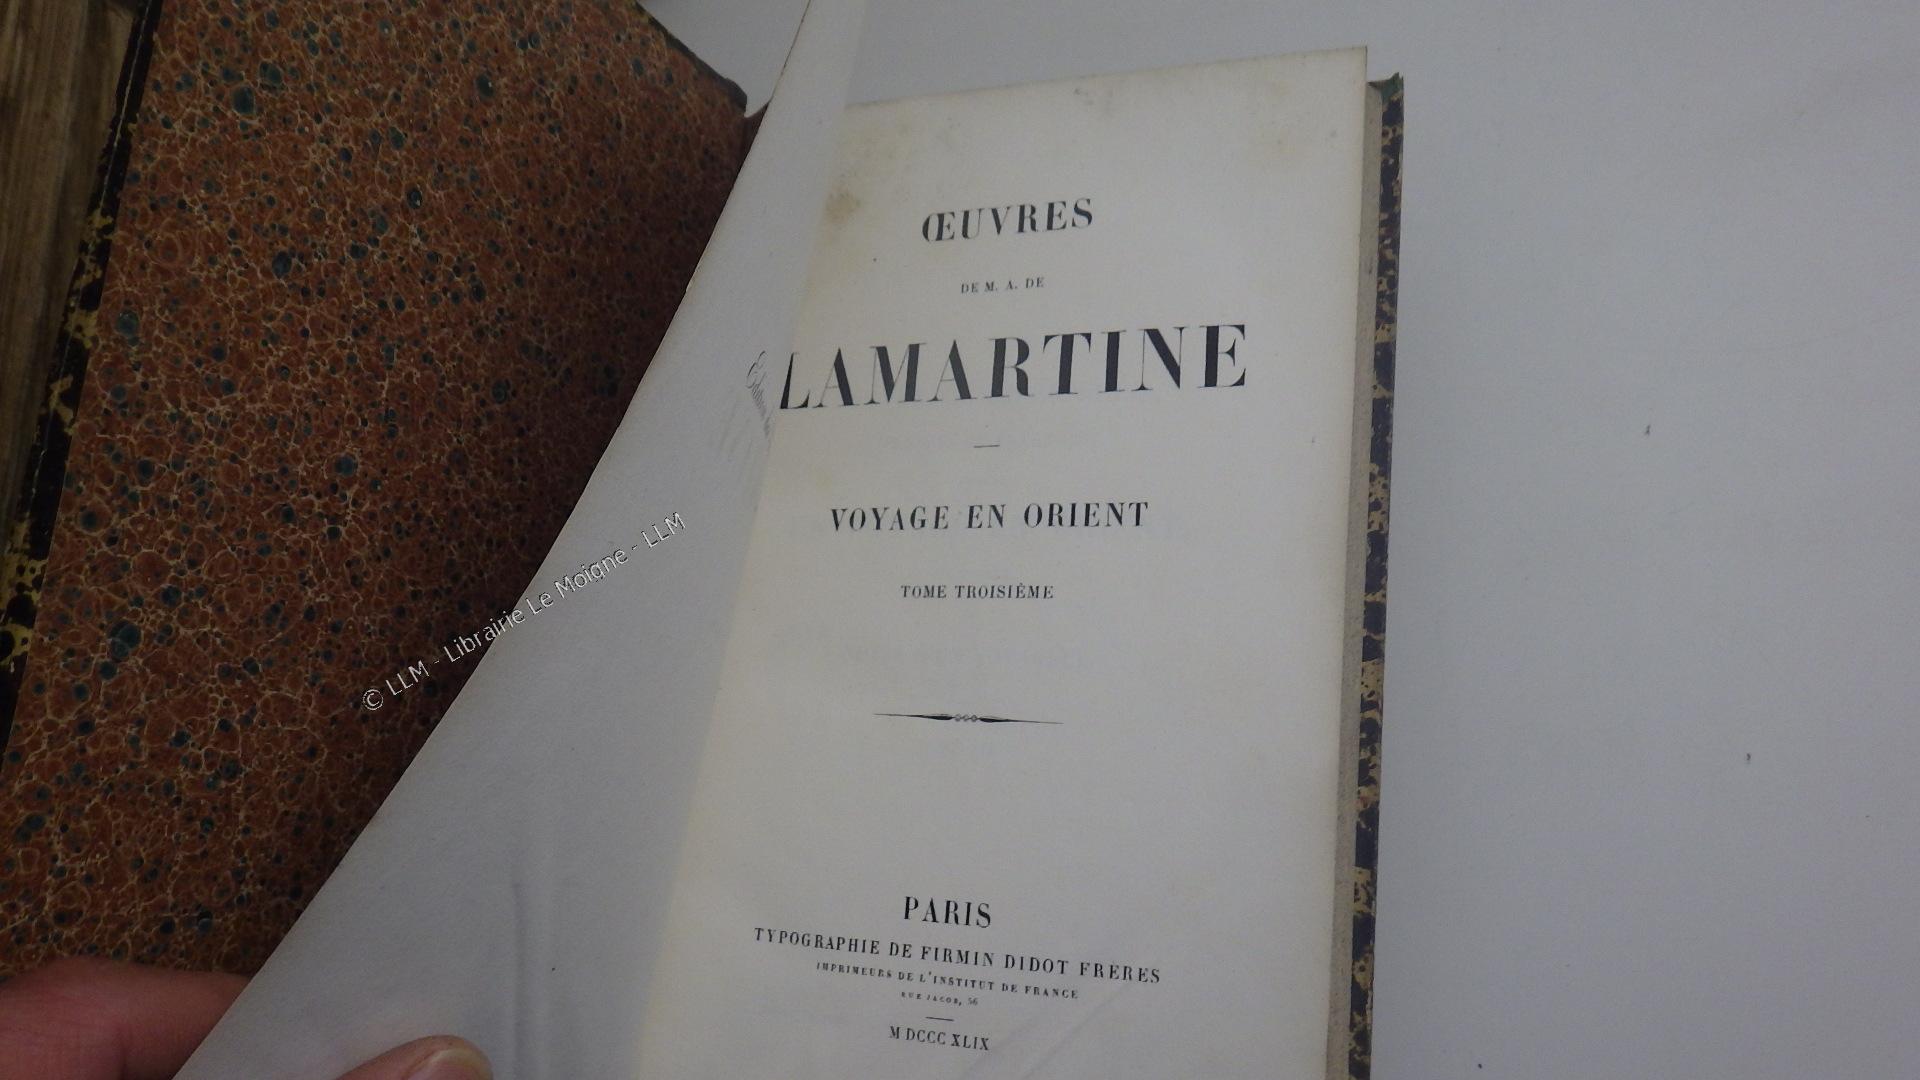 ŒUVRES
DE M. A. DE
LAMARTINE
VOYAGE EN ORIENT
TOME TROISIÈME
PARIS
TYPOGRAPHIE DE FIRMIN DIDOT FRÈRES
IMPRIMEURS DE L'INSTITUT DE FRANCE
RUE JACOB, 56
M DCCC XLIX
© LLM - Librairie Le Moigne - LLM